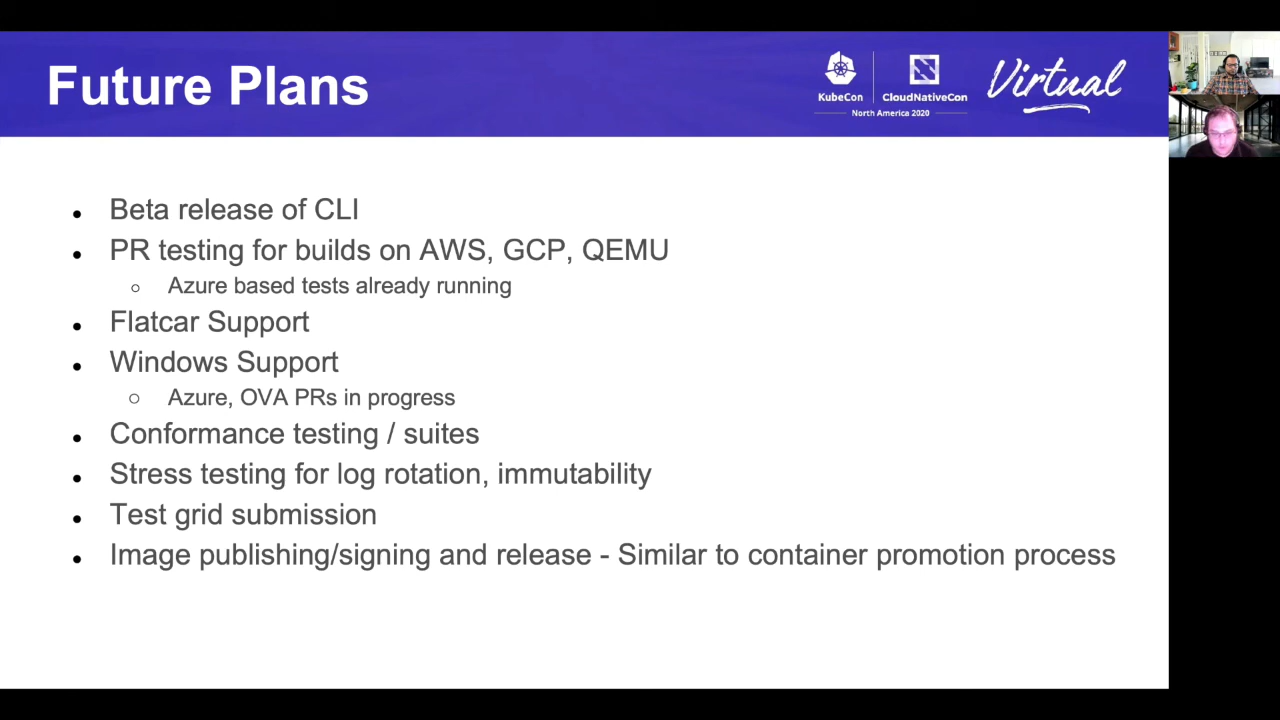 Future Plans
KubeCon
CloudNativeCon
North America 2020
Virtual
Beta release of CLI
PR testing for builds on AWS, GCP, QEMU
Azure based tests already running
Flatcar Support
Windows Support
Azure, OVA PRs in progress
Conformance testing / suites
Stress testing for log rotation, immutability
Test grid submission
Image publishing/signing and release - Similar to container promotion process